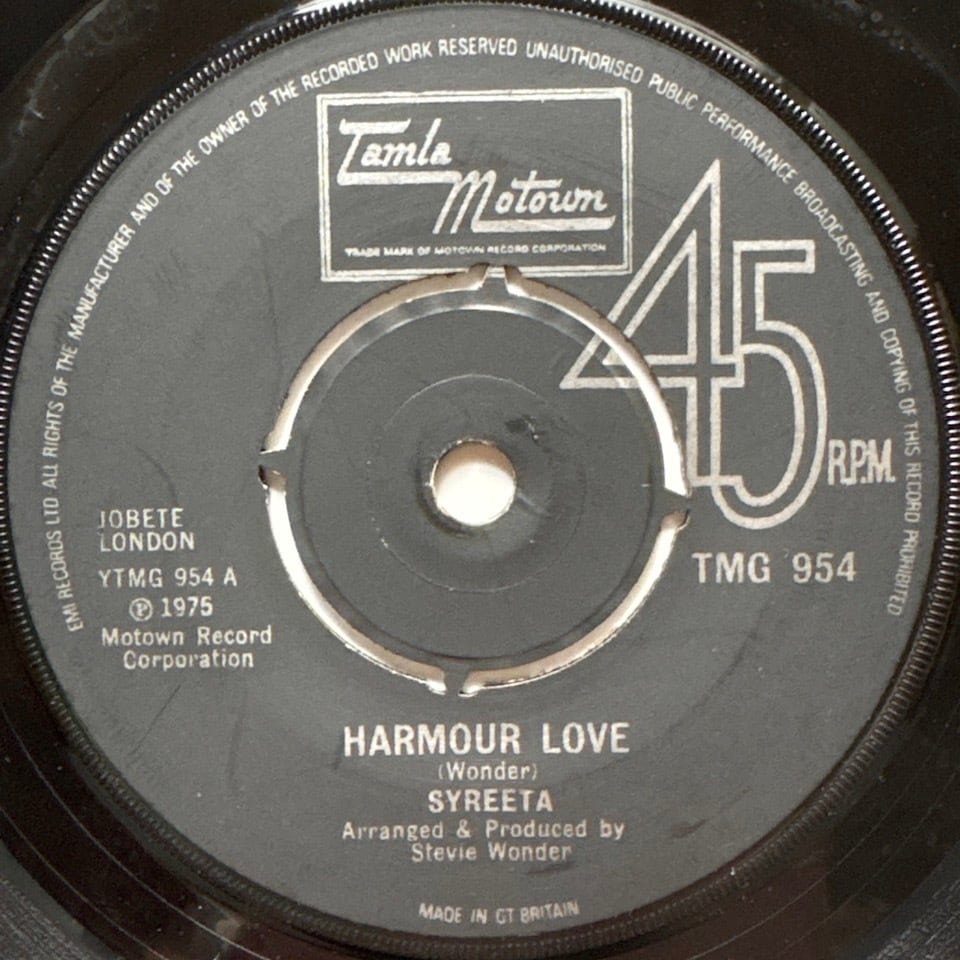 EMI RECORDS LTD ALL RIGHTS OF THE MANUFACTURER AND OF THE OWNER OF THE RECORDED WORK RESERVED UNAUTHORISED PUBLIC PERFORMANCE BROADCASTING AND COPYING OF THIS RECORD PROHIBITED
Tamla
Motown
TRADE MARK OF MOTOWN RECORD CORPORATION
45
R.P.M.
JOBETE
LONDON
YTMG 954 A
Ⓟ 1975
Motown Record
Corporation
TMG 954
HARMOUR LOVE
(Wonder)
SYREETA
Arranged & Produced by
Stevie Wonder
MADE IN GT BRITAIN